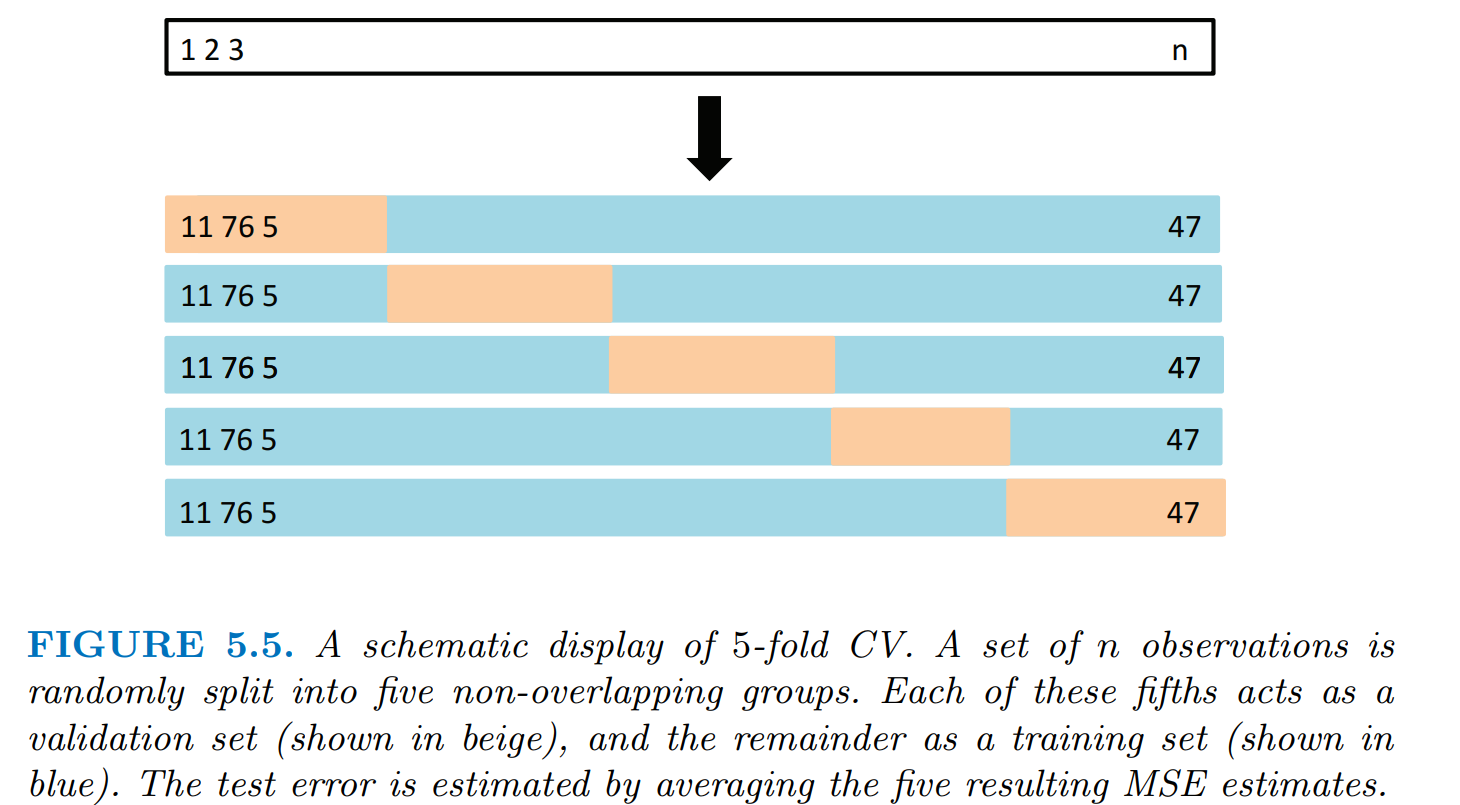 1 2 3 n
11 76 5 47
11 76 5 47
11 76 5 47
11 76 5 47
11 76 5 47
FIGURE 5.5. A schematic display of 5-fold CV. A set of n observations is
randomly split into five non-overlapping groups. Each of these fifths acts as a
validation set (shown in beige), and the remainder as a training set (shown in
blue). The test error is estimated by averaging the five resulting MSE estimates.